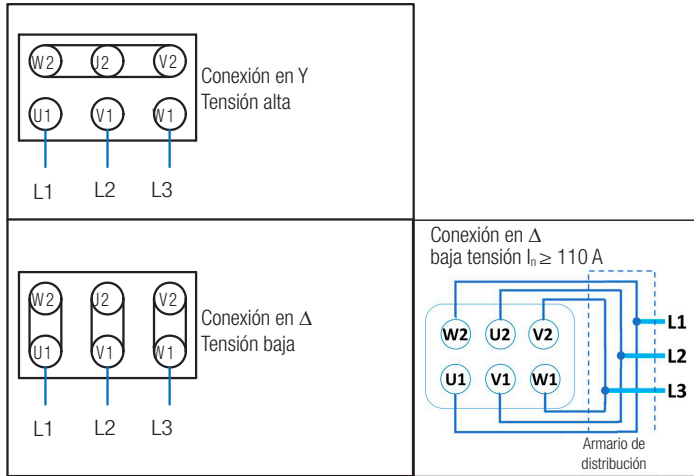 W2 U2 V2
Conexión en Y
Tensión alta
U1 V1 W1
L1 L2 L3
W2 U2 V2
Conexión en Δ
Tensión baja
U1 V1 W1
L1 L2 L3
Conexión en Δ
baja tensión Iₙ ≥ 110 A
W2 U2 V2
U1 V1 W1
L1
L2
L3
Armario de
distribución